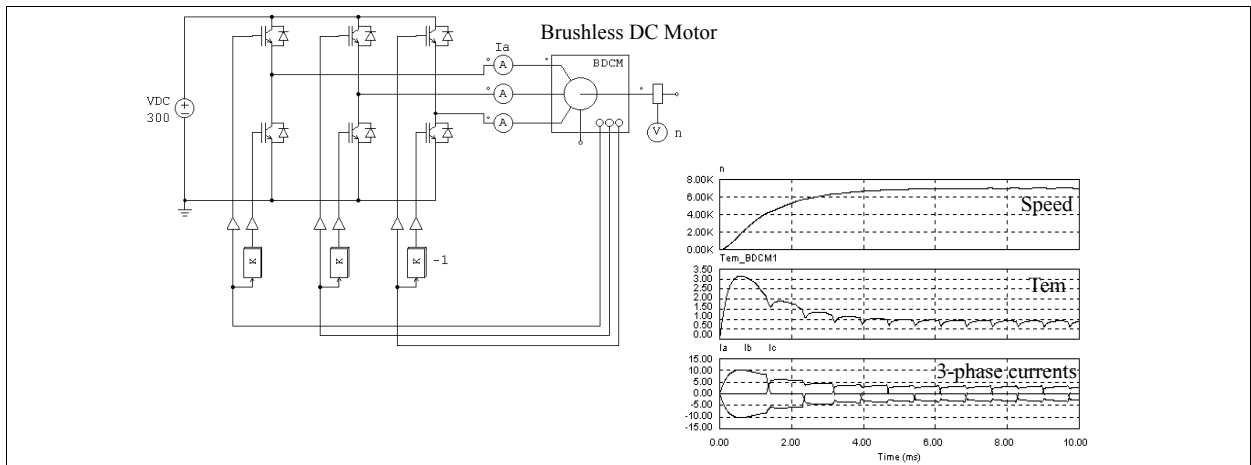 Brushless DC Motor
Ia
BDCM
A
A
A
VDC
300
V
n
K
K
K
-1
n
8.00K
6.00K
4.00K
2.00K
0.00K
Speed
Tem_BDCM1
3.50
3.00
2.50
2.00
1.50
1.00
0.50
0.00
Tem
Ia Ib Ic
15.00
10.00
5.00
0.00
-5.00
-10.00
-15.00
3-phase currents
0.00 2.00 4.00 6.00 8.00 10.00
Time (ms)